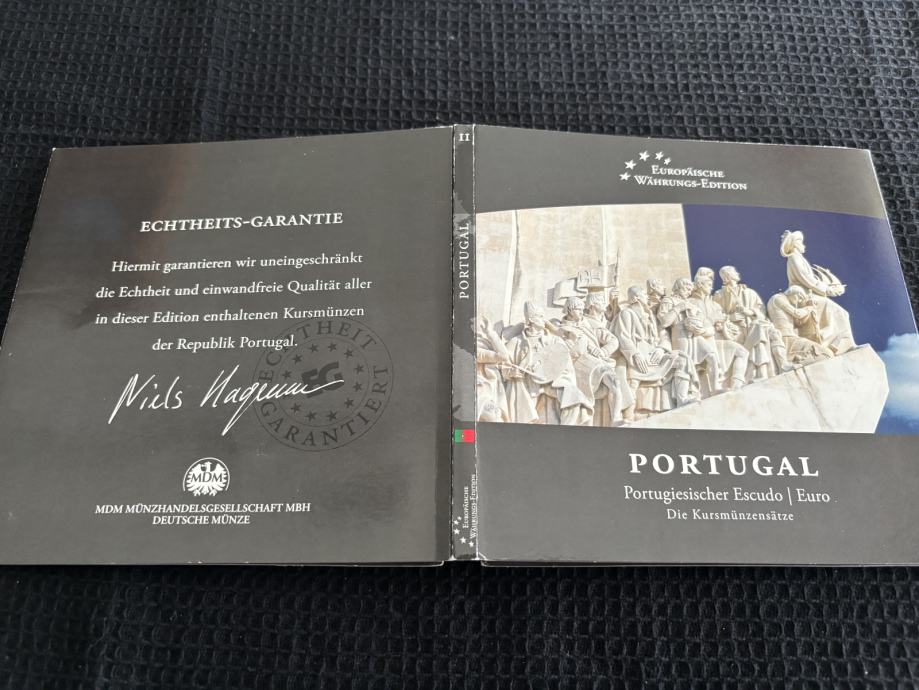 ECHTHEITS-GARANTIE
Hiermit garantieren wir uneingeschränkt
die Echtheit und einwandfreie Qualität aller
in dieser Edition enthaltenen Kursmünzen
der Republik Portugal.
ECHTHEIT
EG
GARANTIERT
Niels Hagemann
MDM
MDM MÜNZHANDELSGESELLSCHAFT MBH
DEUTSCHE MÜNZE
II
PORTUGAL
EUROPÄISCHE
WÄHRUNGS-EDITION
EUROPÄISCHE
WÄHRUNGS-EDITION
PORTUGAL
Portugiesischer Escudo | Euro
Die Kursmünzensätze